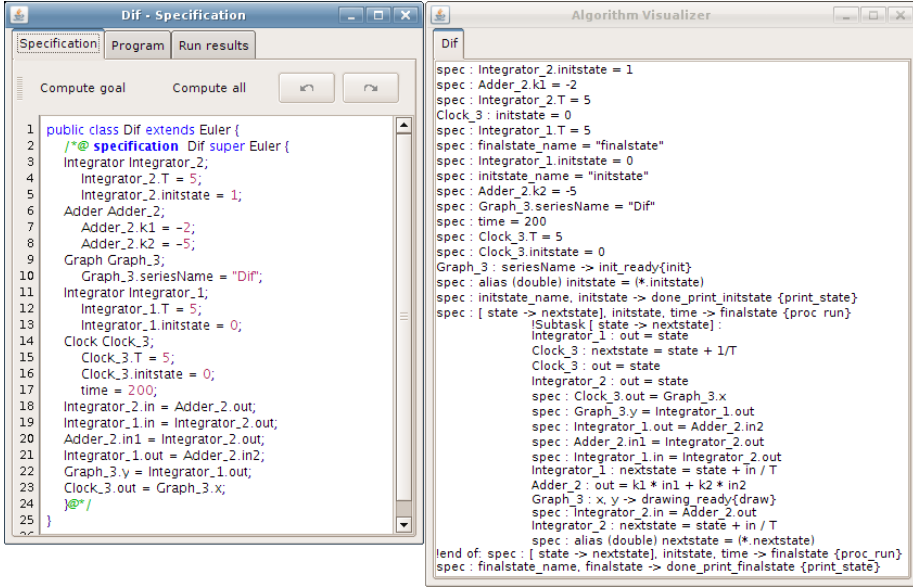 Dif - Specification
Specification Program Run results
Compute goal Compute all
1 public class Dif extends Euler {
2 /*@ specification Dif super Euler {
3 Integrator Integrator_2;
4 Integrator_2.T = 5;
5 Integrator_2.initstate = 1;
6 Adder Adder_2;
7 Adder_2.k1 = -2;
8 Adder_2.k2 = -5;
9 Graph Graph_3;
10 Graph_3.seriesName = "Dif";
11 Integrator Integrator_1;
12 Integrator_1.T = 5;
13 Integrator_1.initstate = 0;
14 Clock Clock_3;
15 Clock_3.T = 5;
16 Clock_3.initstate = 0;
17 time = 200;
18 Integrator_2.in = Adder_2.out;
19 Integrator_1.in = Integrator_2.out;
20 Adder_2.in1 = Integrator_2.out;
21 Integrator_1.out = Adder_2.in2;
22 Graph_3.y = Integrator_1.out;
23 Clock_3.out = Graph_3.x;
24 }@*/
25 }
26
Algorithm Visualizer
Dif
spec : Integrator_2.initstate = 1
spec : Adder_2.k1 = -2
spec : Integrator_2.T = 5
Clock_3 : initstate = 0
spec : Integrator_1.T = 5
spec : finalstate_name = "finalstate"
spec : Integrator_1.initstate = 0
spec : initstate_name = "initstate"
spec : Adder_2.k2 = -5
spec : Graph_3.seriesName = "Dif"
spec : time = 200
spec : Clock_3.T = 5
spec : Clock_3.initstate = 0
Graph_3 : seriesName -> init_ready{init}
spec : alias (double) initstate = (*.initstate)
spec : initstate_name, initstate -> done_print_initstate {print_state}
spec : [ state -> nextstate], initstate, time -> finalstate {proc_run}
!Subtask [ state -> nextstate] :
Integrator_1 : out = state
Clock_3 : nextstate = state + 1/T
Clock_3 : out = state
Integrator_2 : out = state
spec : Clock_3.out = Graph_3.x
spec : Graph_3.y = Integrator_1.out
spec : Integrator_1.out = Adder_2.in2
spec : Adder_2.in1 = Integrator_2.out
spec : Integrator_1.in = Integrator_2.out
Integrator_1 : nextstate = state + in / T
Adder_2 : out = k1 * in1 + k2 * in2
Graph_3 : x, y -> drawing_ready{draw}
spec : Integrator_2.in = Adder_2.out
Integrator_2 : nextstate = state + in / T
spec : alias (double) nextstate = (*.nextstate)
!end of: spec : [ state -> nextstate], initstate, time -> finalstate {proc_run}
spec : finalstate_name, finalstate -> done_print_finalstate {print_state}